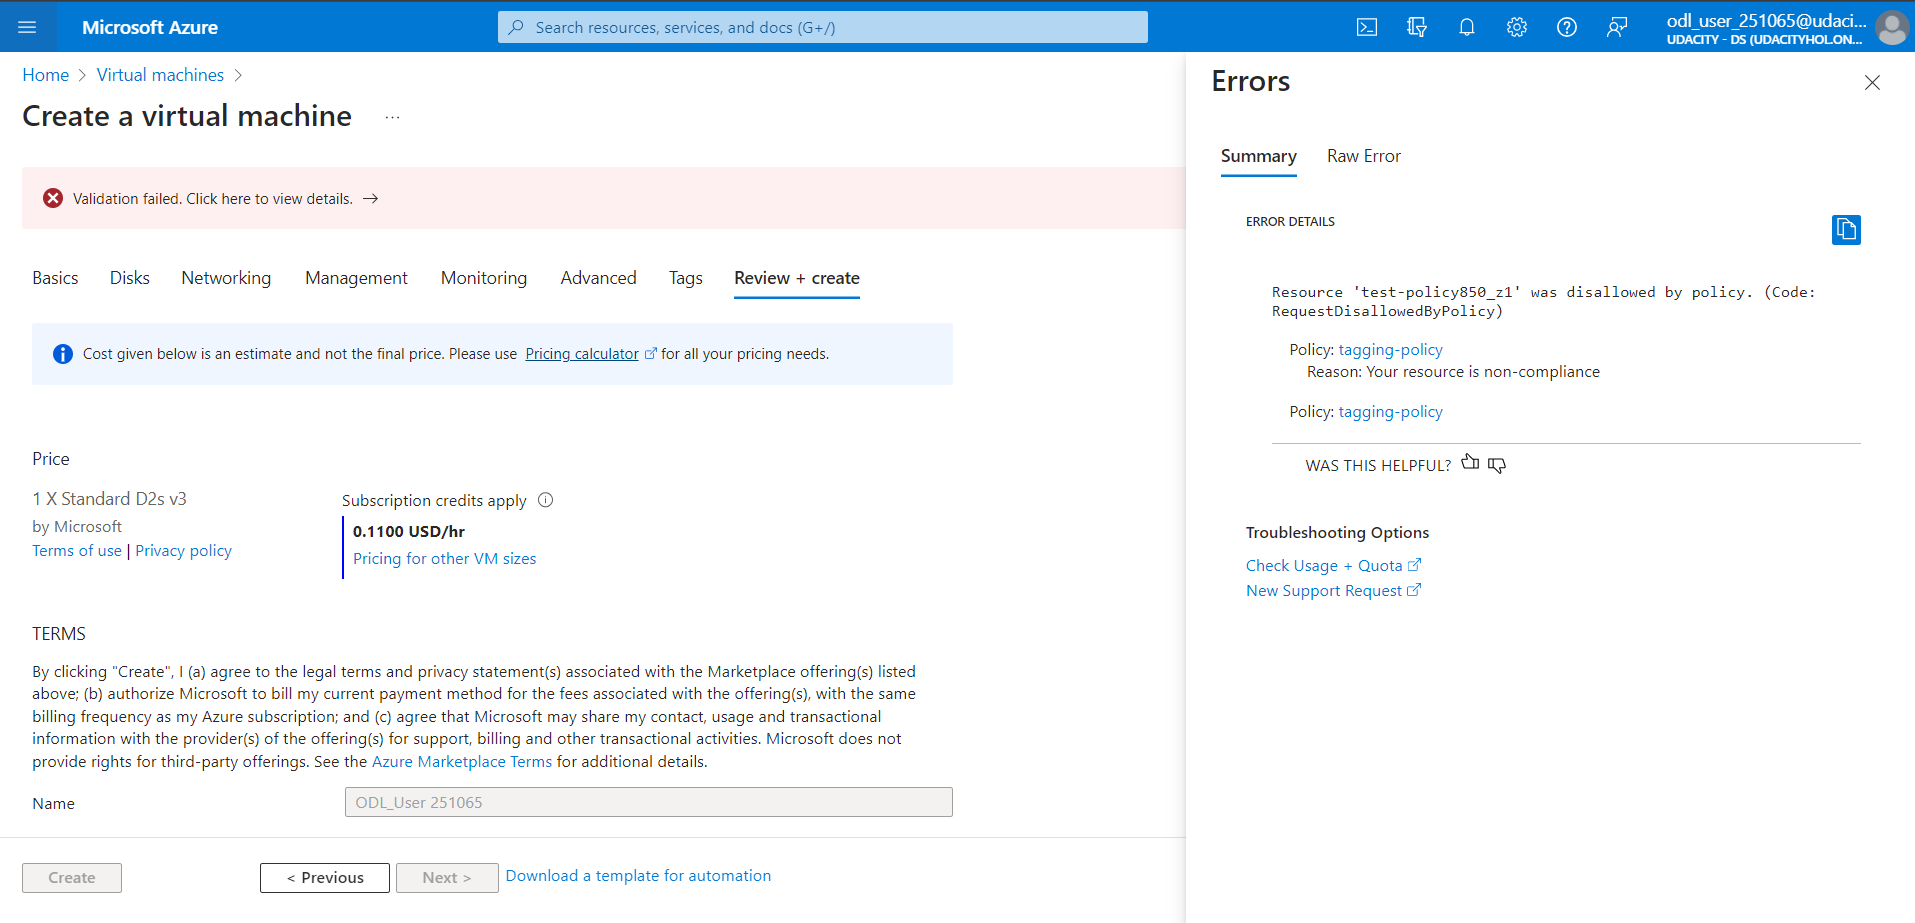 Microsoft Azure
Search resources, services, and docs (G+/)
odl_user_251065@udaci...
UDACITY - DS (UDACITYHOL.ON...
Home > Virtual machines >
Create a virtual machine ...
Validation failed. Click here to view details. →
Basics Disks Networking Management Monitoring Advanced Tags Review + create
Cost given below is an estimate and not the final price. Please use Pricing calculator for all your pricing needs.
Price
1 X Standard D2s v3
by Microsoft
Terms of use | Privacy policy
Subscription credits apply
0.1100 USD/hr
Pricing for other VM sizes
TERMS
By clicking "Create", I (a) agree to the legal terms and privacy statement(s) associated with the Marketplace offering(s) listed
above; (b) authorize Microsoft to bill my current payment method for the fees associated with the offering(s), with the same
billing frequency as my Azure subscription; and (c) agree that Microsoft may share my contact, usage and transactional
information with the provider(s) of the offering(s) for support, billing and other transactional activities. Microsoft does not
provide rights for third-party offerings. See the Azure Marketplace Terms for additional details.
Name
ODL_User 251065
Create
< Previous
Next >
Download a template for automation
Errors
Summary Raw Error
ERROR DETAILS
Resource 'test-policy850_z1' was disallowed by policy. (Code:
RequestDisallowedByPolicy)
Policy: tagging-policy
Reason: Your resource is non-compliance
Policy: tagging-policy
WAS THIS HELPFUL?
Troubleshooting Options
Check Usage + Quota
New Support Request